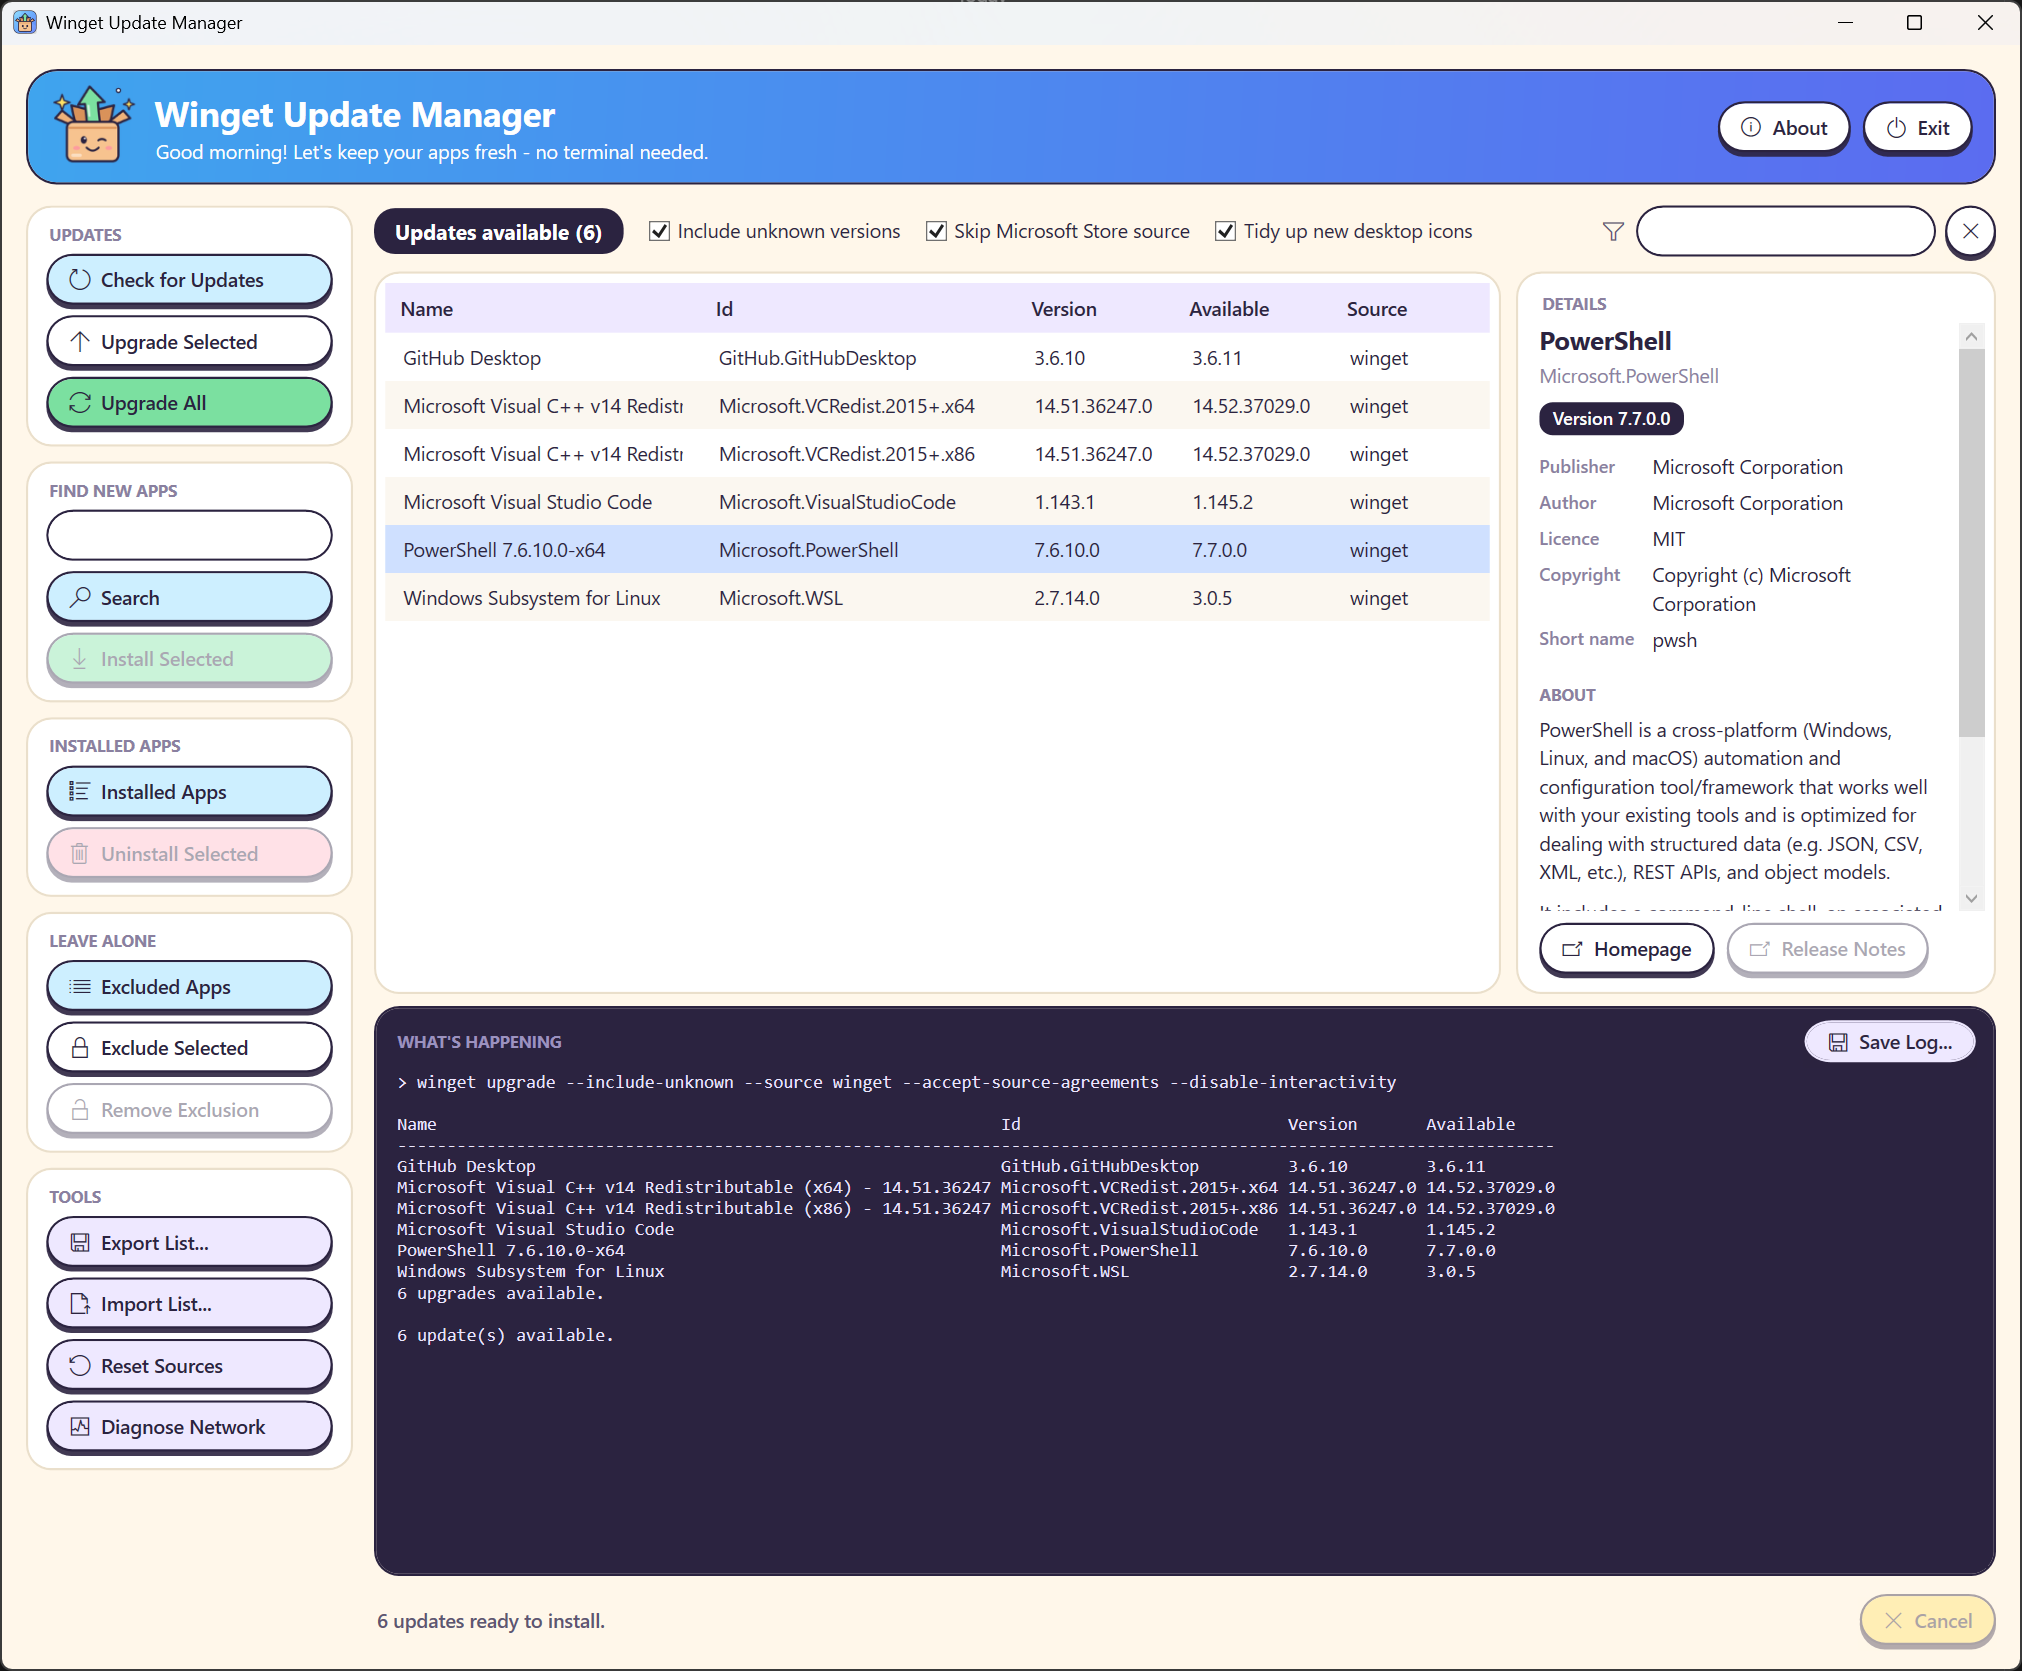 Winget Update Manager
Winget Update Manager
Good morning! Let's keep your apps fresh - no terminal needed.
About
Exit
UPDATES
Check for Updates
Upgrade Selected
Upgrade All
FIND NEW APPS
Search
Install Selected
INSTALLED APPS
Installed Apps
Uninstall Selected
LEAVE ALONE
Excluded Apps
Exclude Selected
Remove Exclusion
TOOLS
Export List...
Import List...
Reset Sources
Diagnose Network
Updates available (6)
Include unknown versions
Skip Microsoft Store source
Tidy up new desktop icons
Name Id Version Available Source
GitHub Desktop GitHub.GitHubDesktop 3.6.10 3.6.11 winget
Microsoft Visual C++ v14 Redistr Microsoft.VCRedist.2015+.x64 14.51.36247.0 14.52.37029.0 winget
Microsoft Visual C++ v14 Redistr Microsoft.VCRedist.2015+.x86 14.51.36247.0 14.52.37029.0 winget
Microsoft Visual Studio Code Microsoft.VisualStudioCode 1.143.1 1.145.2 winget
PowerShell 7.6.10.0-x64 Microsoft.PowerShell 7.6.10.0 7.7.0.0 winget
Windows Subsystem for Linux Microsoft.WSL 2.7.14.0 3.0.5 winget
DETAILS
PowerShell
Microsoft.PowerShell
Version 7.7.0.0
Publisher Microsoft Corporation
Author Microsoft Corporation
Licence MIT
Copyright Copyright (c) Microsoft
Corporation
Short name pwsh
ABOUT
PowerShell is a cross-platform (Windows,
Linux, and macOS) automation and
configuration tool/framework that works well
with your existing tools and is optimized for
dealing with structured data (e.g. JSON, CSV,
XML, etc.), REST APIs, and object models.
It includes a command-line shell, an associated
Homepage
Release Notes
WHAT'S HAPPENING
Save Log...
> winget upgrade --include-unknown --source winget --accept-source-agreements --disable-interactivity
Name Id Version Available
---------------------------------------------------------------------------------------------------------------------
GitHub Desktop GitHub.GitHubDesktop 3.6.10 3.6.11
Microsoft Visual C++ v14 Redistributable (x64) - 14.51.36247 Microsoft.VCRedist.2015+.x64 14.51.36247.0 14.52.37029.0
Microsoft Visual C++ v14 Redistributable (x86) - 14.51.36247 Microsoft.VCRedist.2015+.x86 14.51.36247.0 14.52.37029.0
Microsoft Visual Studio Code Microsoft.VisualStudioCode 1.143.1 1.145.2
PowerShell 7.6.10.0-x64 Microsoft.PowerShell 7.6.10.0 7.7.0.0
Windows Subsystem for Linux Microsoft.WSL 2.7.14.0 3.0.5
6 upgrades available.
6 update(s) available.
6 updates ready to install.
Cancel